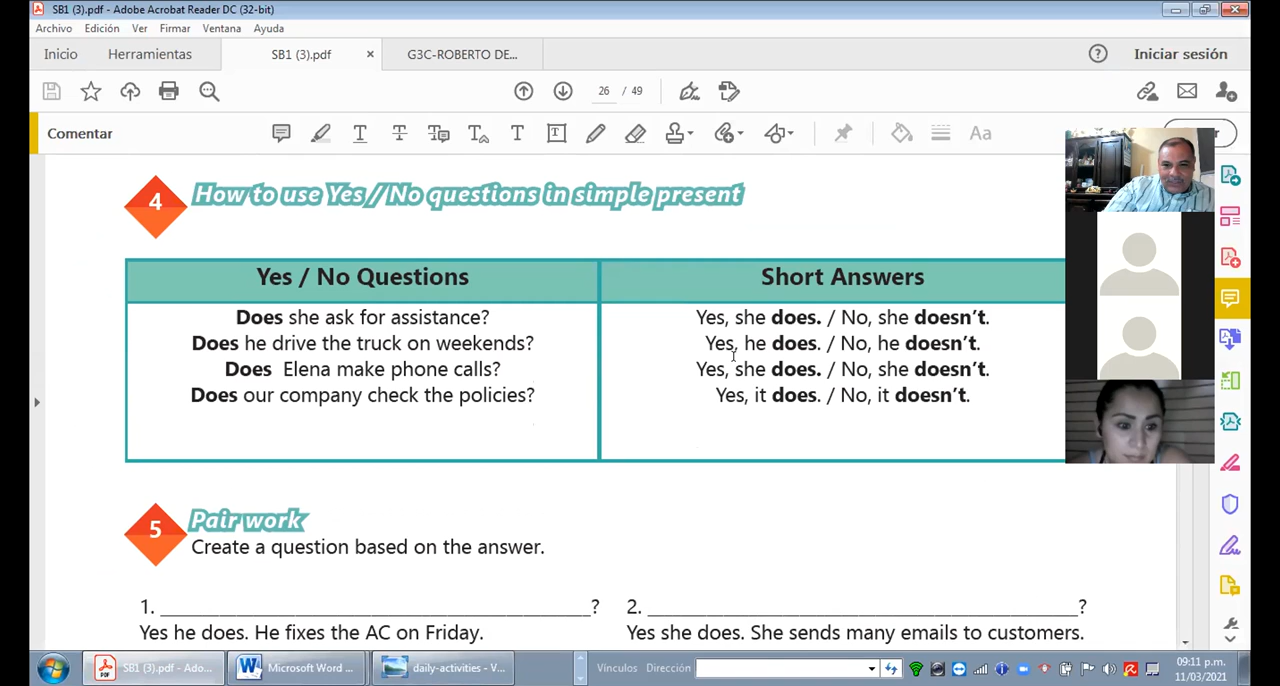 SB1 (3).pdf - Adobe Acrobat Reader DC (32-bit)
Archivo Edición Ver Firmar Ventana Ayuda
Inicio Herramientas SB1 (3).pdf × G3C-ROBERTO DE... Iniciar sesión
26 / 49
Comentar Aa
4 How to use Yes / No questions in simple present
Yes / No Questions Short Answers
Does she ask for assistance? Yes, she does. / No, she doesn't.
Does he drive the truck on weekends? Yes, he does. / No, he doesn't.
Does Elena make phone calls? Yes, she does. / No, she doesn't.
Does our company check the policies? Yes, it does. / No, it doesn't.
5 Pair work
Create a question based on the answer.
1. ________________________________________? 2. ________________________________________?
Yes he does. He fixes the AC on Friday. Yes she does. She sends many emails to customers.
SB1 (3).pdf - Adobe... Microsoft Word ... daily-activities - V... Vínculos Dirección 09:11 p.m.
11/03/2021